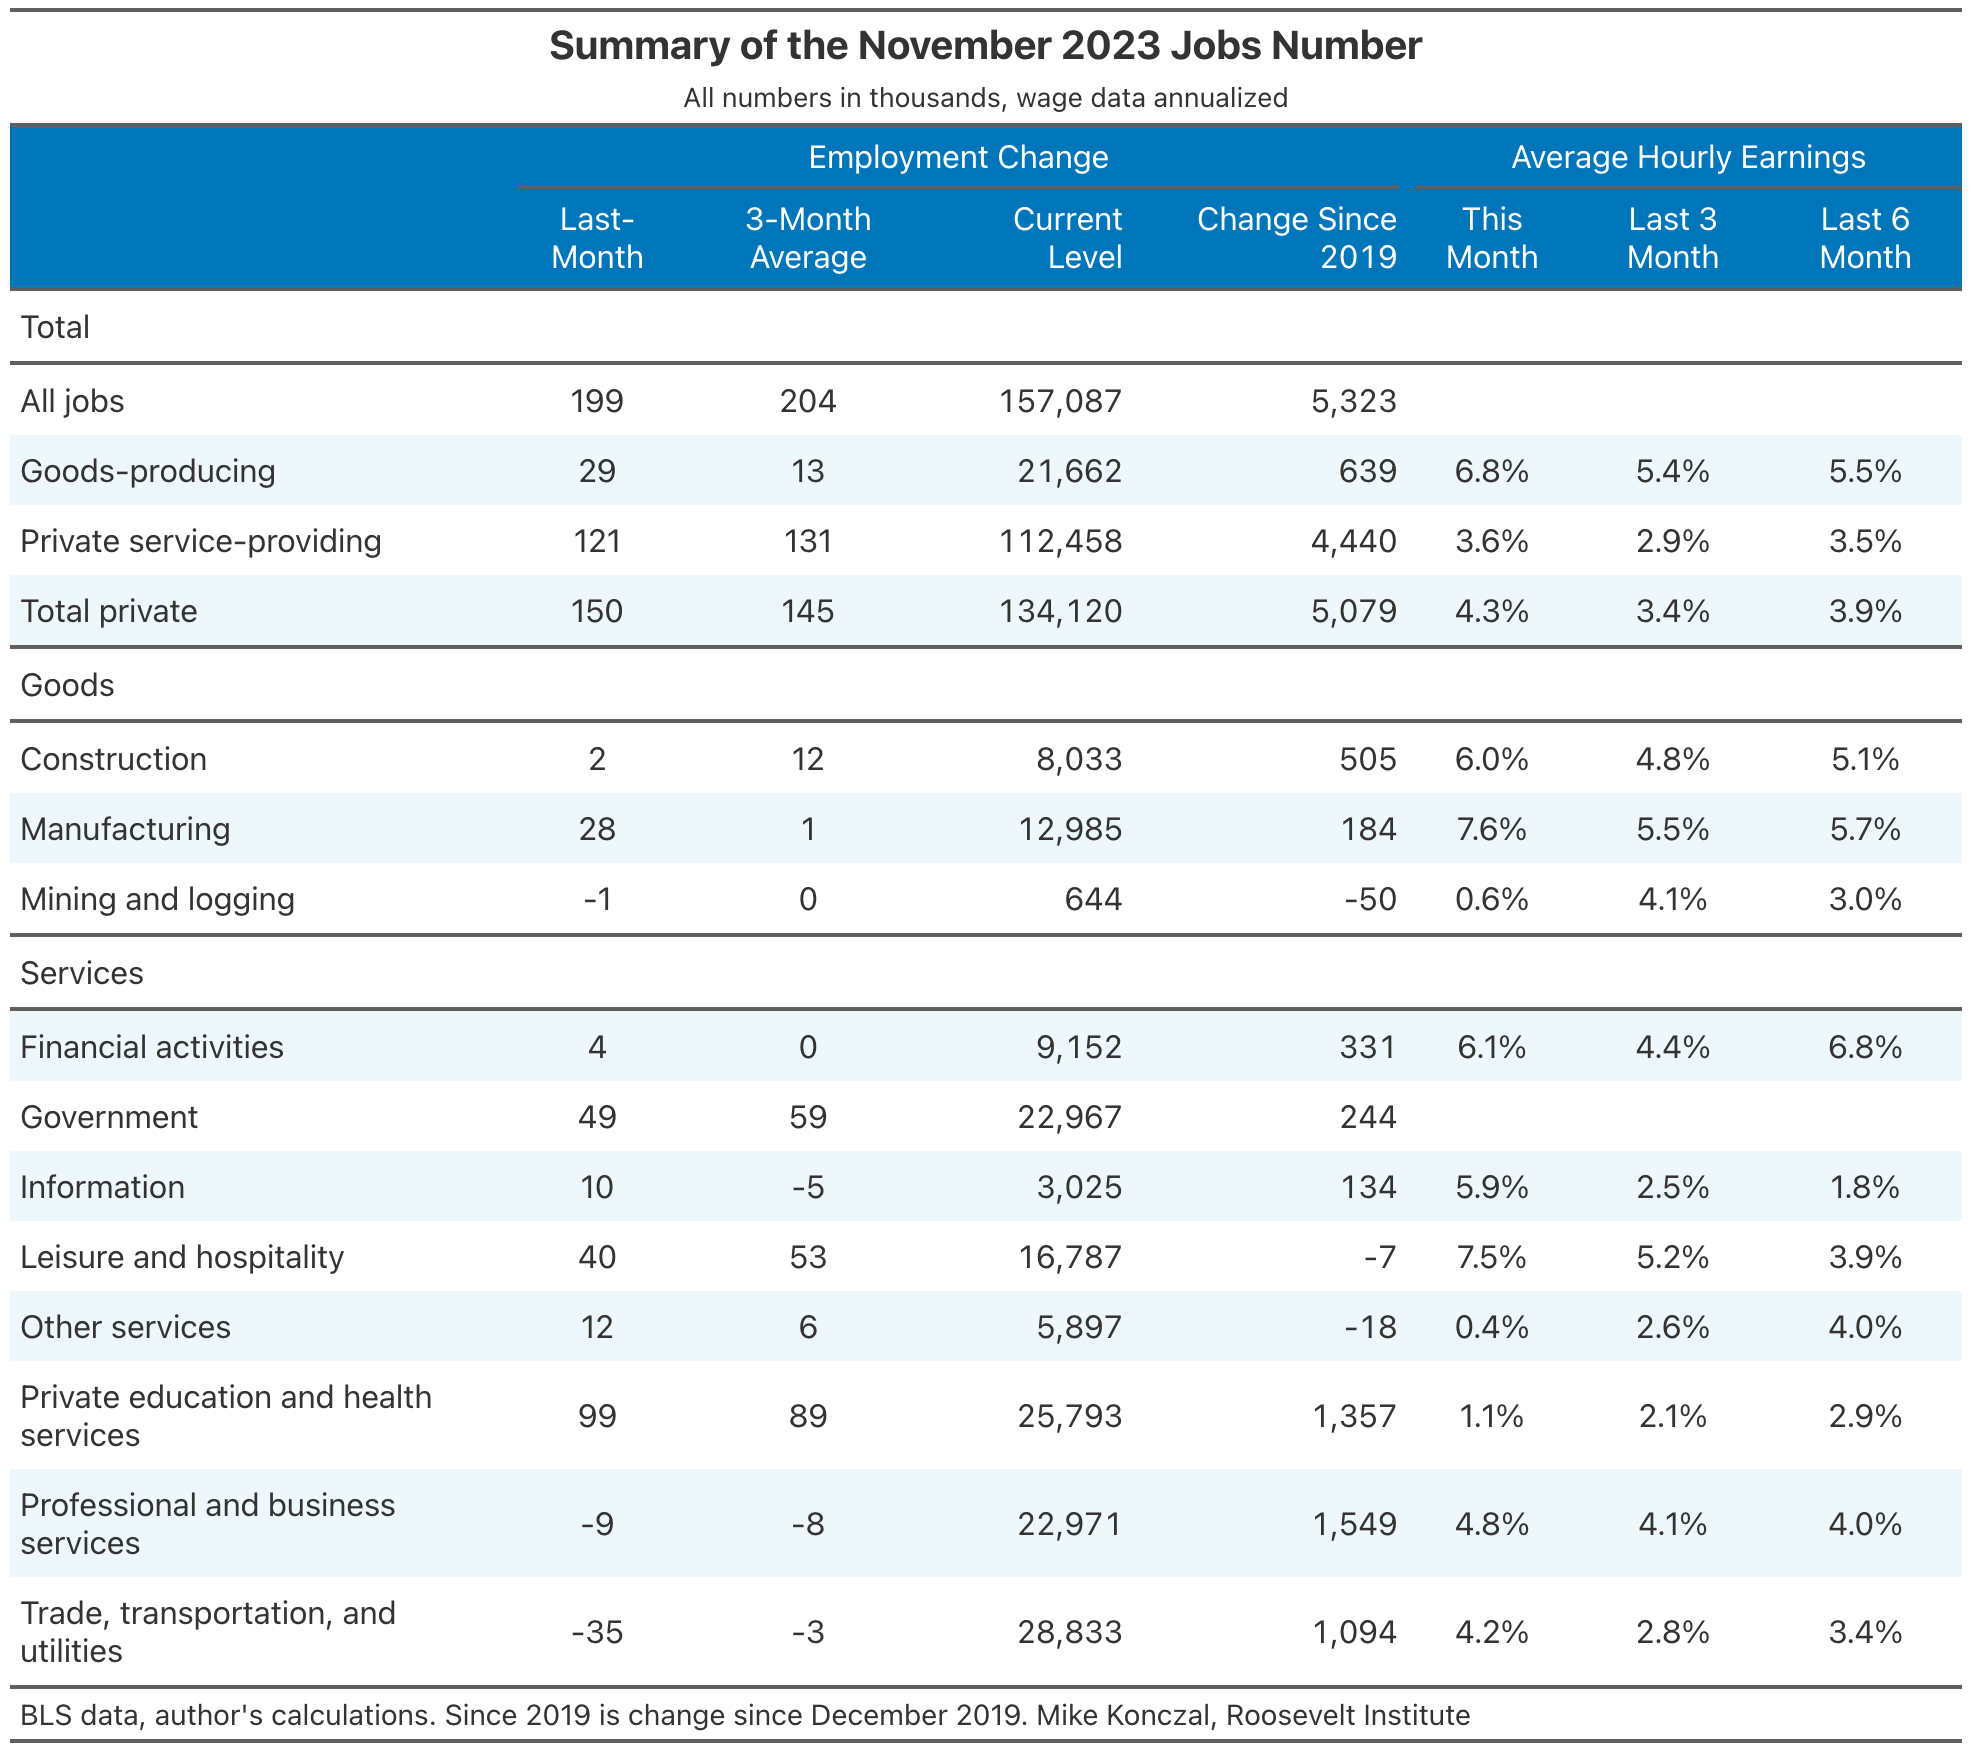 Summary of the November 2023 Jobs Number
All numbers in thousands, wage data annualized
Employment Change Average Hourly Earnings
Last- 3-Month Current Change Since This Last 3 Last 6
Month Average Level 2019 Month Month Month
Total
All jobs 199 204 157,087 5,323
Goods-producing 29 13 21,662 639 6.8% 5.4% 5.5%
Private service-providing 121 131 112,458 4,440 3.6% 2.9% 3.5%
Total private 150 145 134,120 5,079 4.3% 3.4% 3.9%
Goods
Construction 2 12 8,033 505 6.0% 4.8% 5.1%
Manufacturing 28 1 12,985 184 7.6% 5.5% 5.7%
Mining and logging -1 0 644 -50 0.6% 4.1% 3.0%
Services
Financial activities 4 0 9,152 331 6.1% 4.4% 6.8%
Government 49 59 22,967 244
Information 10 -5 3,025 134 5.9% 2.5% 1.8%
Leisure and hospitality 40 53 16,787 -7 7.5% 5.2% 3.9%
Other services 12 6 5,897 -18 0.4% 2.6% 4.0%
Private education and health
services 99 89 25,793 1,357 1.1% 2.1% 2.9%
Professional and business
services -9 -8 22,971 1,549 4.8% 4.1% 4.0%
Trade, transportation, and
utilities -35 -3 28,833 1,094 4.2% 2.8% 3.4%
BLS data, author's calculations. Since 2019 is change since December 2019. Mike Konczal, Roosevelt Institute